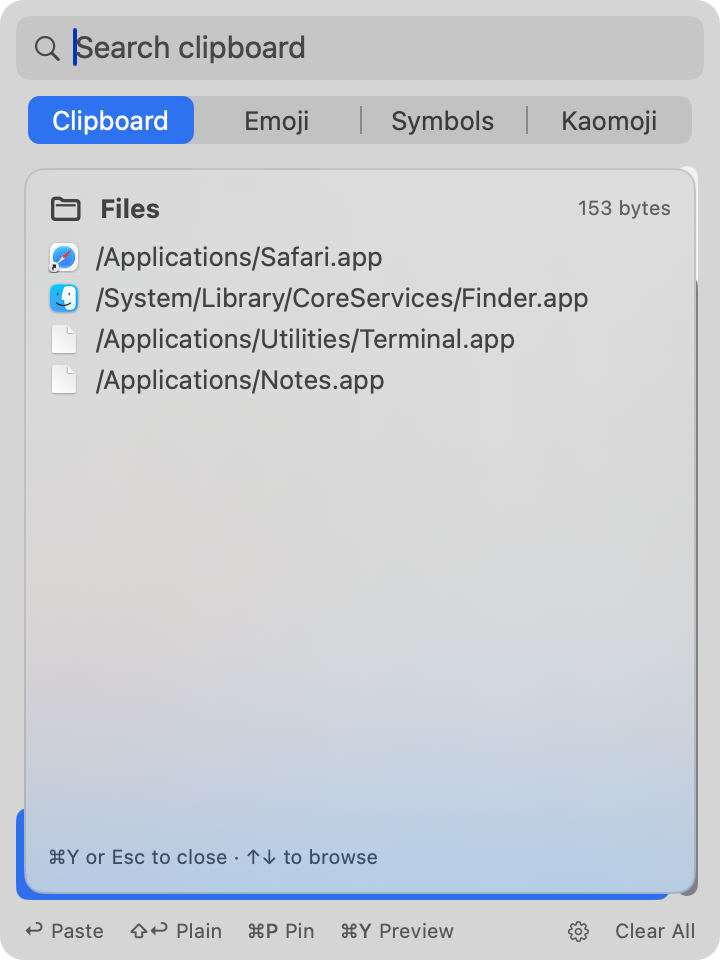 Search clipboard
Clipboard Emoji Symbols Kaomoji
Files 153 bytes
/Applications/Safari.app
/System/Library/CoreServices/Finder.app
/Applications/Utilities/Terminal.app
/Applications/Notes.app
⌘Y or Esc to close · ↑↓ to browse
↩ Paste ⇧↩ Plain ⌘P Pin ⌘Y Preview Clear All